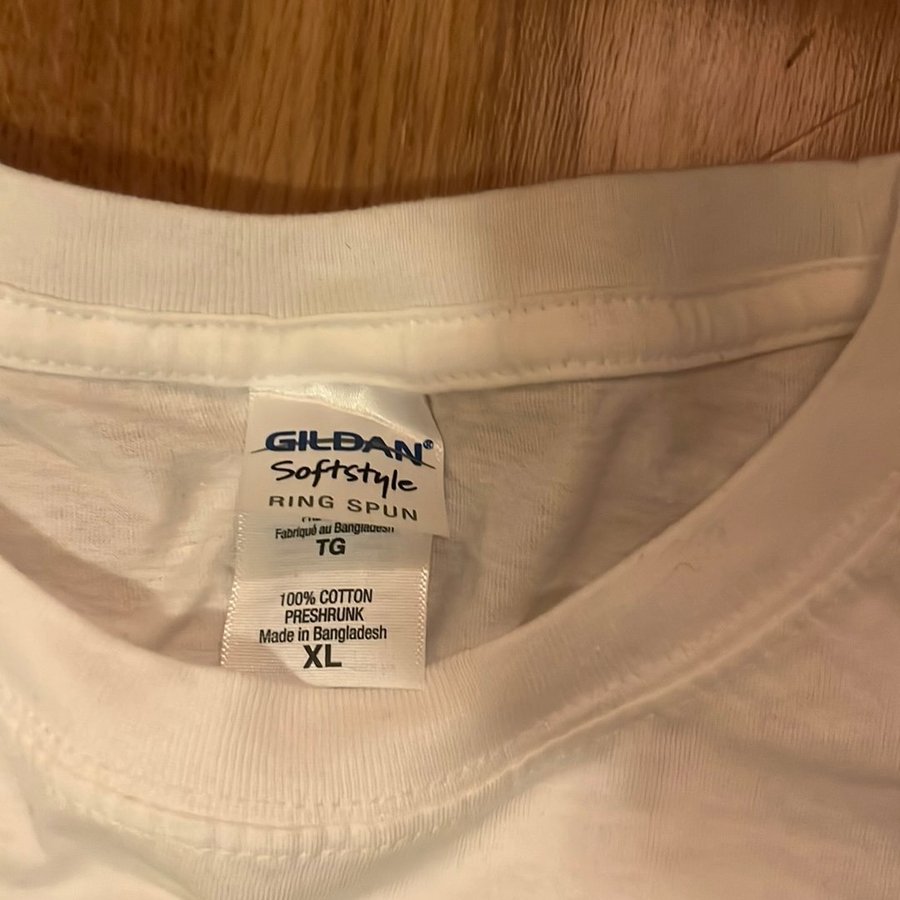 GILDAN®
Softstyle
RING SPUN
Fabriqué au Bangladesh
TG
100% COTTON
PRESHRUNK
Made in Bangladesh
XL